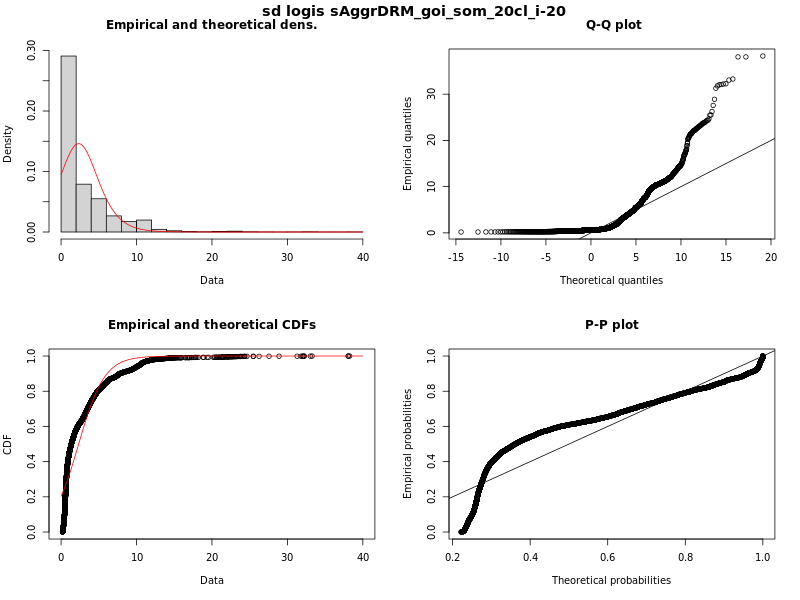 sd logis sAggrDRM_goi_som_20cl_i-20
Empirical and theoretical dens.
Density
0.00 0.10 0.20 0.30
0 10 20 30 40
Data
Q-Q plot
Empirical quantiles
0 10 20 30
-15 -10 -5 0 5 10 15 20
Theoretical quantiles
Empirical and theoretical CDFs
CDF
0.0 0.2 0.4 0.6 0.8 1.0
0 10 20 30 40
Data
P-P plot
Empirical probabilities
0.0 0.2 0.4 0.6 0.8 1.0
0.2 0.4 0.6 0.8 1.0
Theoretical probabilities